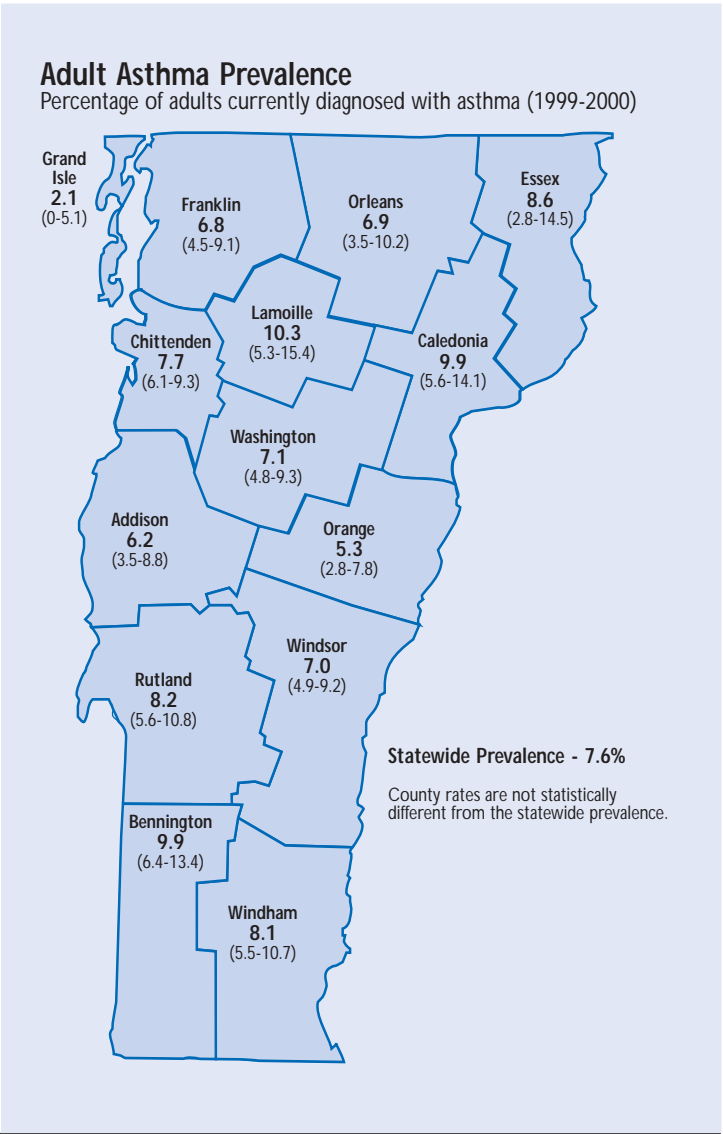 Adult Asthma Prevalence
Percentage of adults currently diagnosed with asthma (1999-2000)
Grand
Isle
2.1
(0-5.1)
Franklin
6.8
(4.5-9.1)
Orleans
6.9
(3.5-10.2)
Essex
8.6
(2.8-14.5)
Lamoille
10.3
(5.3-15.4)
Chittenden
7.7
(6.1-9.3)
Caledonia
9.9
(5.6-14.1)
Washington
7.1
(4.8-9.3)
Addison
6.2
(3.5-8.8)
Orange
5.3
(2.8-7.8)
Windsor
7.0
(4.9-9.2)
Rutland
8.2
(5.6-10.8)
Statewide Prevalence - 7.6%
County rates are not statistically
different from the statewide prevalence.
Bennington
9.9
(6.4-13.4)
Windham
8.1
(5.5-10.7)